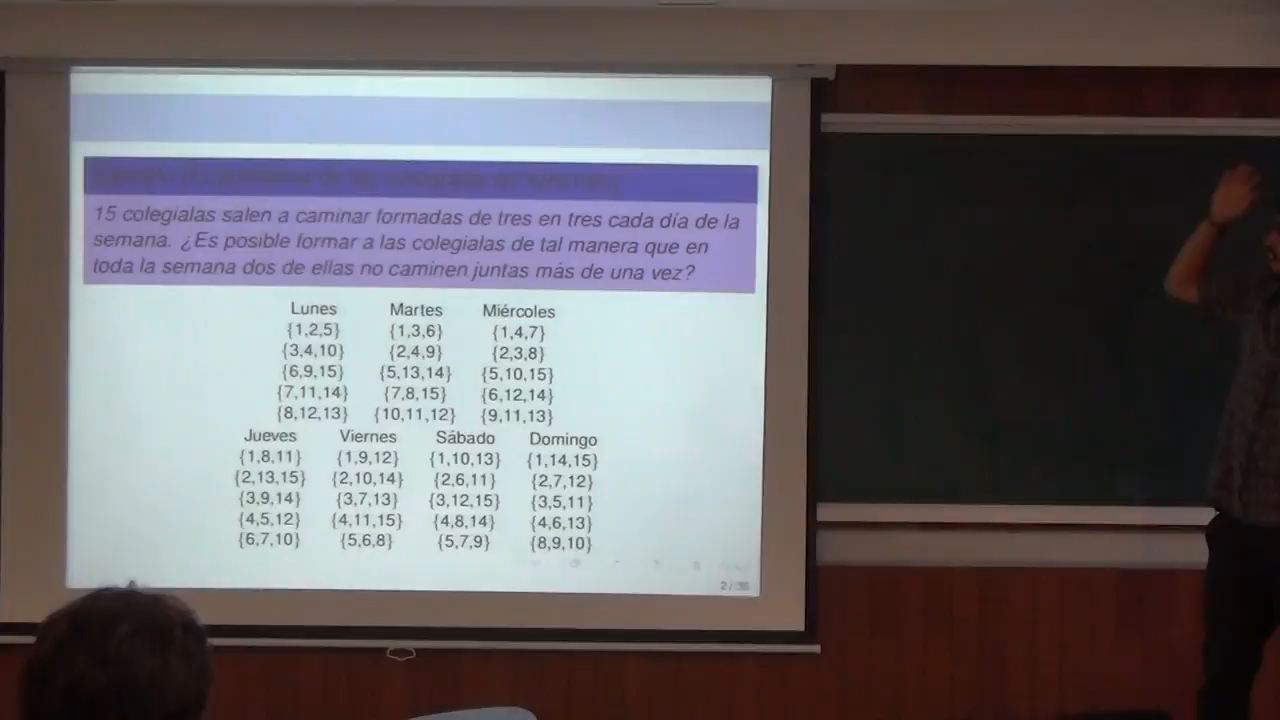 15 colegialas salen a caminar formadas de tres en tres cada día de la
semana. ¿Es posible formar a las colegialas de tal manera que en
toda la semana dos de ellas no caminen juntas más de una vez?
Lunes Martes Miércoles
{1,2,5} {1,3,6} {1,4,7}
{3,4,10} {2,4,9} {2,3,8}
{6,9,15} {5,13,14} {5,10,15}
{7,11,14} {7,8,15} {6,12,14}
{8,12,13} {10,11,12} {9,11,13}
Jueves Viernes Sábado Domingo
{1,8,11} {1,9,12} {1,10,13} {1,14,15}
{2,13,15} {2,10,14} {2,6,11} {2,7,12}
{3,9,14} {3,7,13} {3,12,15} {3,5,11}
{4,5,12} {4,11,15} {4,8,14} {4,6,13}
{6,7,10} {5,6,8} {5,7,9} {8,9,10}